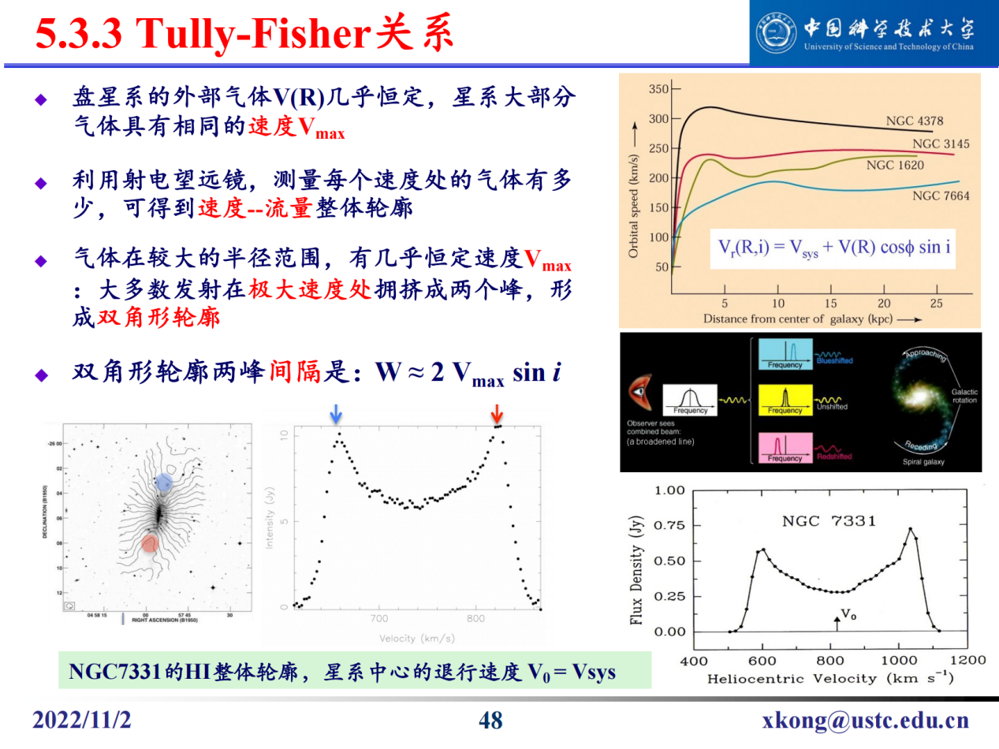 5.3.3 Tully-Fisher关系
中国科学技术大学
University of Science and Technology of China
◆ 盘星系的外部气体V(R)几乎恒定，星系大部分
气体具有相同的速度Vmax
◆ 利用射电望远镜，测量每个速度处的气体有多
少，可得到速度--流量整体轮廓
◆ 气体在较大的半径范围，有几乎恒定速度Vmax
：大多数发射在极大速度处拥挤成两个峰，形
成双角形轮廓
◆ 双角形轮廓两峰间隔是：W ≈ 2 Vmax sin i
350
300
250
200
150
100
50
Orbital speed (km/s)
NGC 4378
NGC 3145
NGC 1620
NGC 7664
Vr(R,i) = Vsys + V(R) cosϕ sin i
5 10 15 20 25
Distance from center of galaxy (kpc)
Observer sees
combined beam:
(a broadened line)
Frequency
Frequency
Blueshifted
Frequency
Unshifted
Frequency
Redshifted
Approaching
Galactic
rotation
Receding
Spiral galaxy
-26 00
02
04
06
08
10
12
DECLINATION (B1950)
04 58 15 00 57 45 30
RIGHT ASCENSION (B1950)
10
5
0
Intensity (Jy)
700 800
Velocity (km/s)
1.00
0.75
0.50
0.25
0.00
Flux Density (Jy)
NGC 7331
V0
400 600 800 1000 1200
Heliocentric Velocity (km s-1)
NGC7331的HI整体轮廓，星系中心的退行速度 V0 = Vsys
2022/11/2
48
xkong@ustc.edu.cn